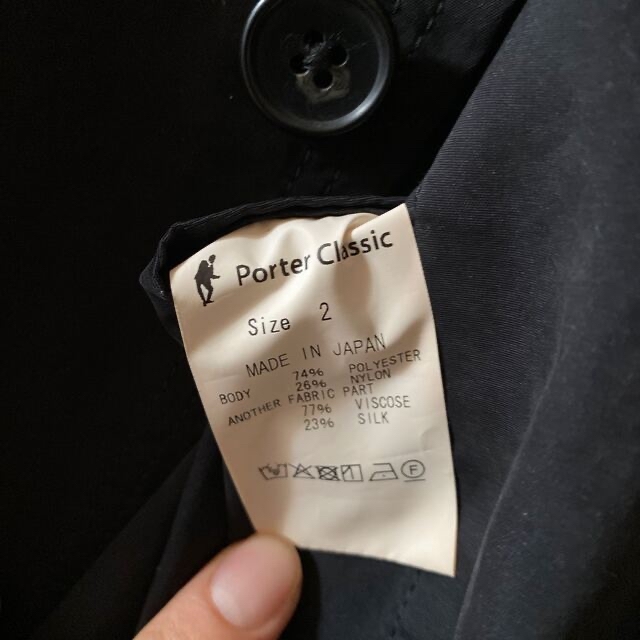 Porter Classic
Size 2
MADE IN JAPAN
BODY 74% POLYESTER
26% NYLON
ANOTHER FABRIC PART
77% VISCOSE
23% SILK
F